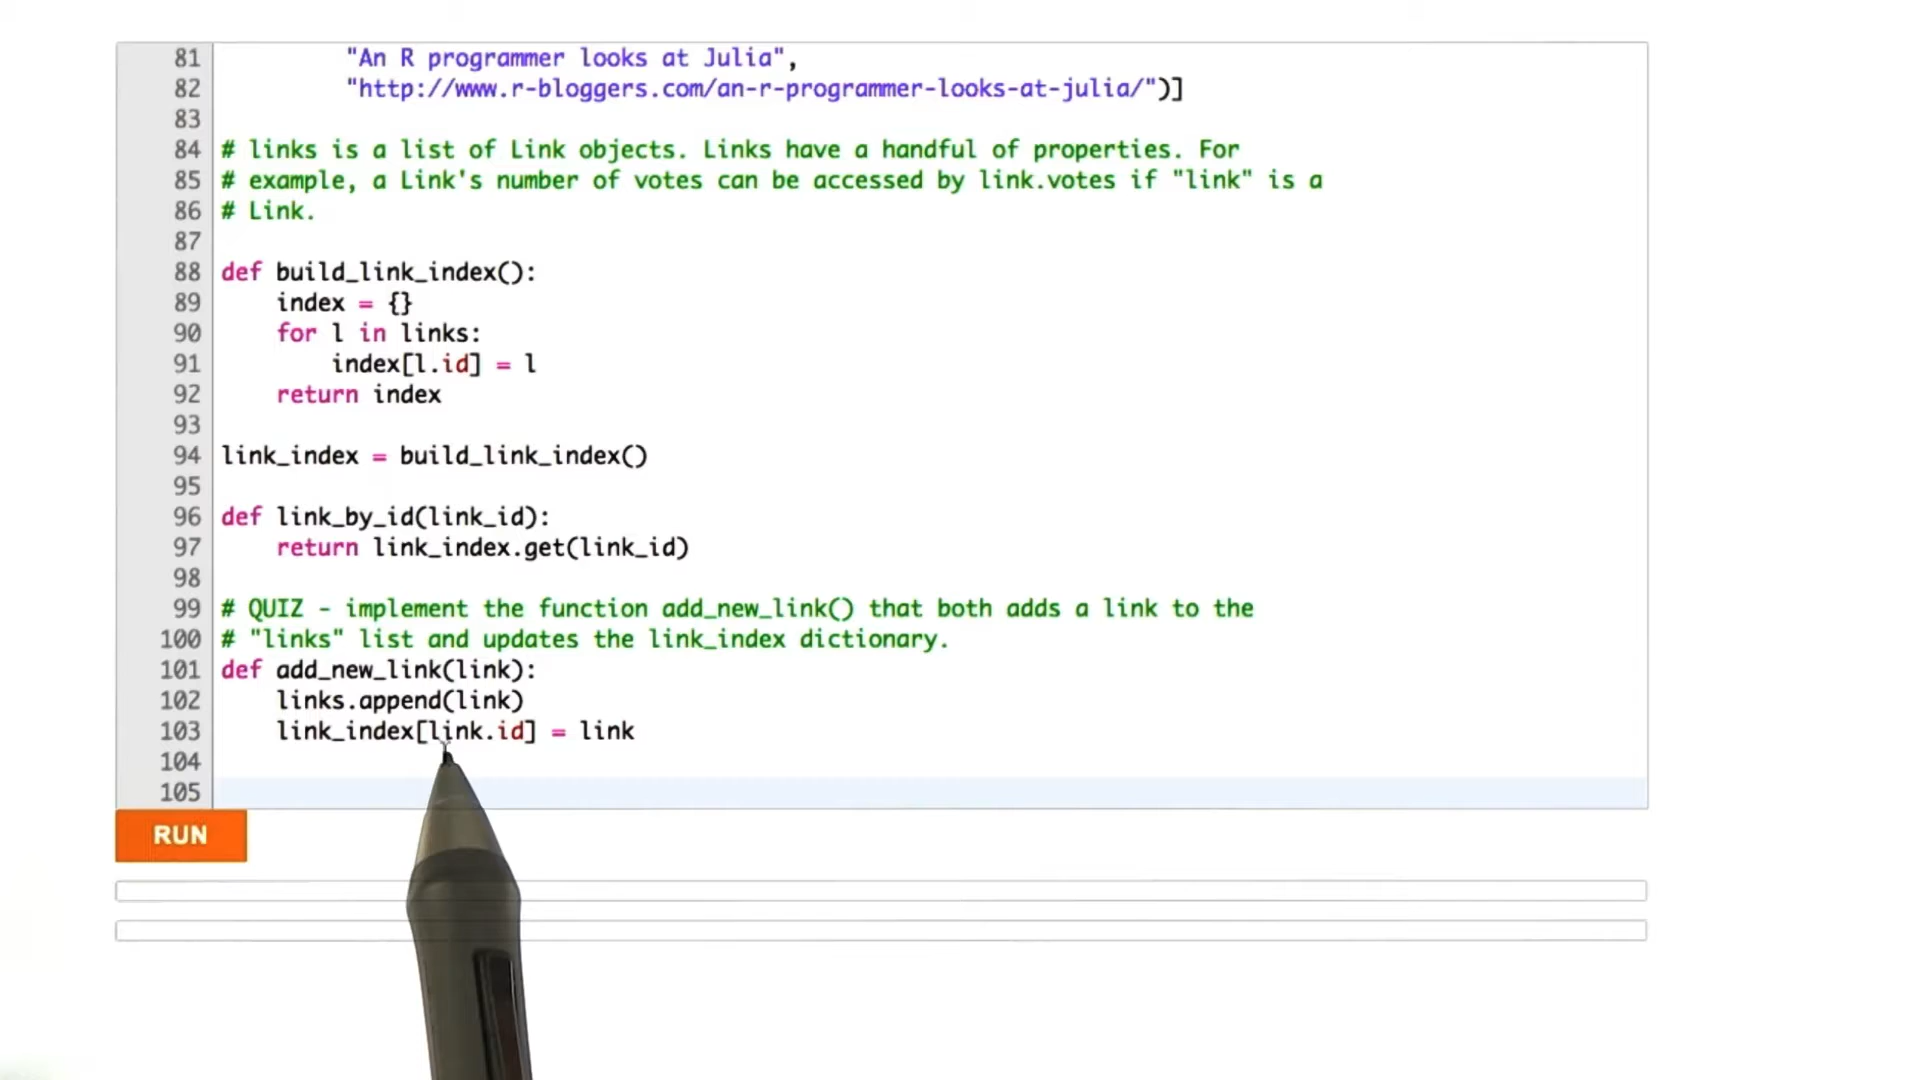 81 "An R programmer looks at Julia",
82 "http://www.r-bloggers.com/an-r-programmer-looks-at-julia/")]
83
84 # links is a list of Link objects. Links have a handful of properties. For
85 # example, a Link's number of votes can be accessed by link.votes if "link" is a
86 # Link.
87
88 def build_link_index():
89 index = {}
90 for l in links:
91 index[l.id] = l
92 return index
93
94 link_index = build_link_index()
95
96 def link_by_id(link_id):
97 return link_index.get(link_id)
98
99 # QUIZ - implement the function add_new_link() that both adds a link to the
100 # "links" list and updates the link_index dictionary.
101 def add_new_link(link):
102 links.append(link)
103 link_index[link.id] = link
104
105
RUN